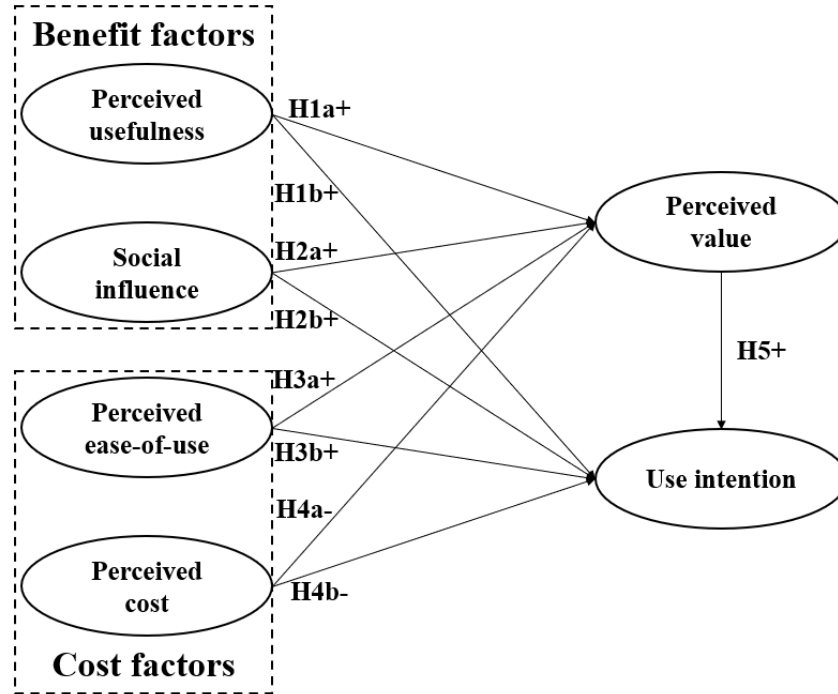 Benefit factors
Perceived
usefulness
H1a+
H1b+
Social
influence
H2a+
H2b+
Perceived
value
H5+
Perceived
ease-of-use
H3a+
H3b+
Use intention
Perceived
cost
H4a-
H4b-
Cost factors